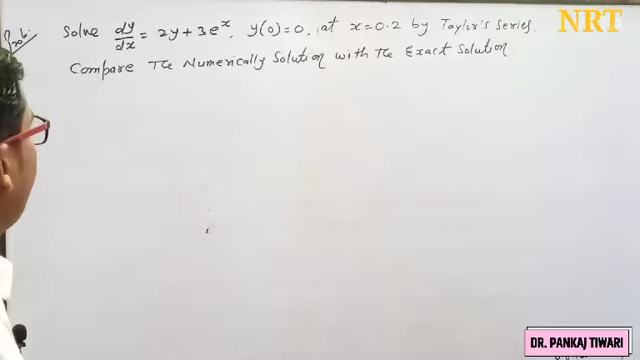 Prob. Solve dy/dx = 2y + 3e^x, y(0) = 0, at x = 0.2 by Taylor's Series.
Compare The Numerically Solution with The Exact Solution.
NRT
DR. PANKAJ TIWARI